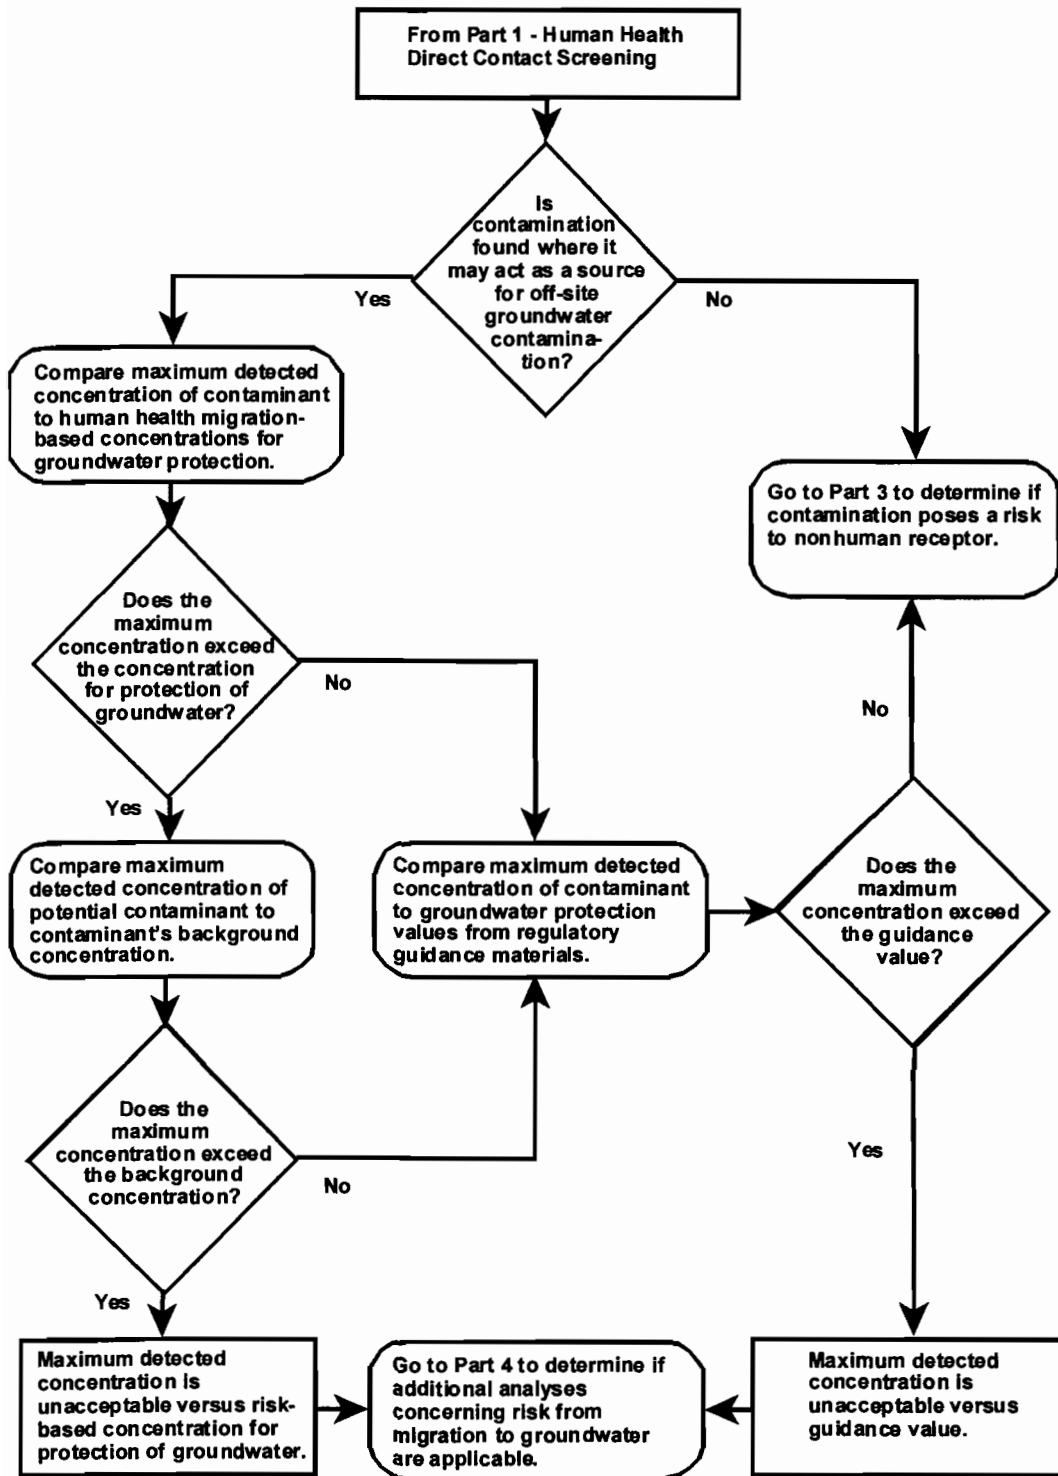 From Part 1 - Human Health
Direct Contact Screening
Is
contamination
found where it
may act as a source
for off-site
groundwater
contamina-
tion?
Yes
No
Compare maximum detected
concentration of contaminant
to human health migration-
based concentrations for
groundwater protection.
Go to Part 3 to determine if
contamination poses a risk
to nonhuman receptor.
Does the
maximum
concentration exceed
the concentration
for protection of
groundwater?
No
No
Yes
Compare maximum
detected concentration of
potential contaminant to
contaminant's background
concentration.
Compare maximum detected
concentration of contaminant
to groundwater protection
values from regulatory
guidance materials.
Does the
maximum
concentration exceed
the guidance
value?
Does the
maximum
concentration exceed
the background
concentration?
No
Yes
Yes
Maximum detected
concentration is
unacceptable versus risk-
based concentration for
protection of groundwater.
Go to Part 4 to determine if
additional analyses
concerning risk from
migration to groundwater
are applicable.
Maximum detected
concentration is
unacceptable versus
guidance value.